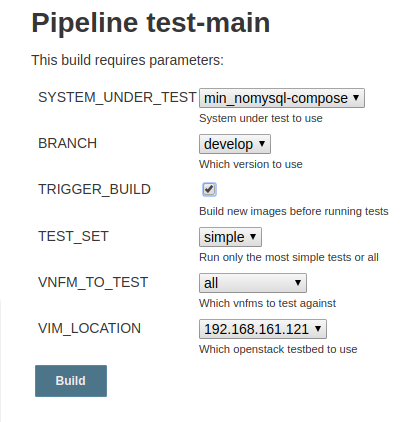 Pipeline test-main
This build requires parameters:
SYSTEM_UNDER_TEST min_nomysql-compose
System under test to use
BRANCH develop
Which version to use
TRIGGER_BUILD
Build new images before running tests
TEST_SET simple
Run only the most simple tests or all
VNFM_TO_TEST all
Which vnfms to test against
VIM_LOCATION 192.168.161.121
Which openstack testbed to use
Build